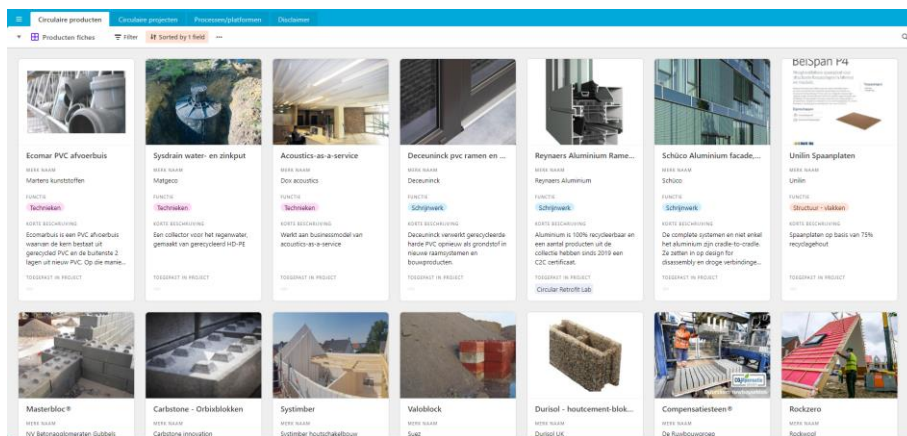 Circulaire producten
Circulaire projecten
Processen/platformen
Disclaimer
Producten fiches
Filter
Sorted by 1 field
BelSpan P4
Ecomar PVC afvoerbuis
MERK NAAM
Martens kunststoffen
FUNCTIE
Technieken
KORTE BESCHRIJVING
Ecomarbuis is een PVC afvoerbuis
waarvan de kern bestaat uit
gerecycled PVC en de buitenste 2
lagen uit nieuw PVC. Op die manie...
TOEGEPAST IN PROJECT
Sysdrain water- en zinkput
MERK NAAM
Matgeco
FUNCTIE
Technieken
KORTE BESCHRIJVING
Een collector voor het regenwater,
gemaakt van gerecycleerd HD-PE
TOEGEPAST IN PROJECT
Acoustics-as-a-service
MERK NAAM
Dox acoustics
FUNCTIE
Technieken
KORTE BESCHRIJVING
Werkt aan businessmodel van
acoustics-as-a-service
TOEGEPAST IN PROJECT
Deceuninck pvc ramen en ...
MERK NAAM
Deceuninck
FUNCTIE
Schrijnwerk
KORTE BESCHRIJVING
Deceuninck verwerkt gerecycleerde
harde PVC opnieuw als grondstof in
nieuwe raamsystemen en
bouwproducten.
TOEGEPAST IN PROJECT
Reynaers Aluminium Rame...
MERK NAAM
Reynaers Aluminium
FUNCTIE
Schrijnwerk
KORTE BESCHRIJVING
Aluminium is 100% recycleerbaar en
een aantal producten uit de
collectie hebben sinds 2019 een
C2C certificaat.
TOEGEPAST IN PROJECT
Circular Retrofit Lab
Schüco Aluminium facade,...
MERK NAAM
Schüco
FUNCTIE
Schrijnwerk
KORTE BESCHRIJVING
De complete systemen en niet enkel
het aluminium zijn cradle-to-cradle.
Ze zetten in op design for
disassembly en droge verbindinge...
TOEGEPAST IN PROJECT
Unilin Spaanplaten
MERK NAAM
Unilin
FUNCTIE
Structuur - vlakken
KORTE BESCHRIJVING
Spaanplaten op basis van 75%
recyclagehout
TOEGEPAST IN PROJECT
Masterbloc®
MERK NAAM
NV Betonagglomeraten Gubbels
Carbstone - Orbixblokken
MERK NAAM
Carbstone innovation
Systimber
MERK NAAM
Systimber houtschakelbouw
Valoblock
MERK NAAM
Suez
Durisol - houtcement-blok...
MERK NAAM
Durisol UK
Compensatiesteen®
MERK NAAM
De Ruwbouwgroep
Rockzero
MERK NAAM
Rockwool